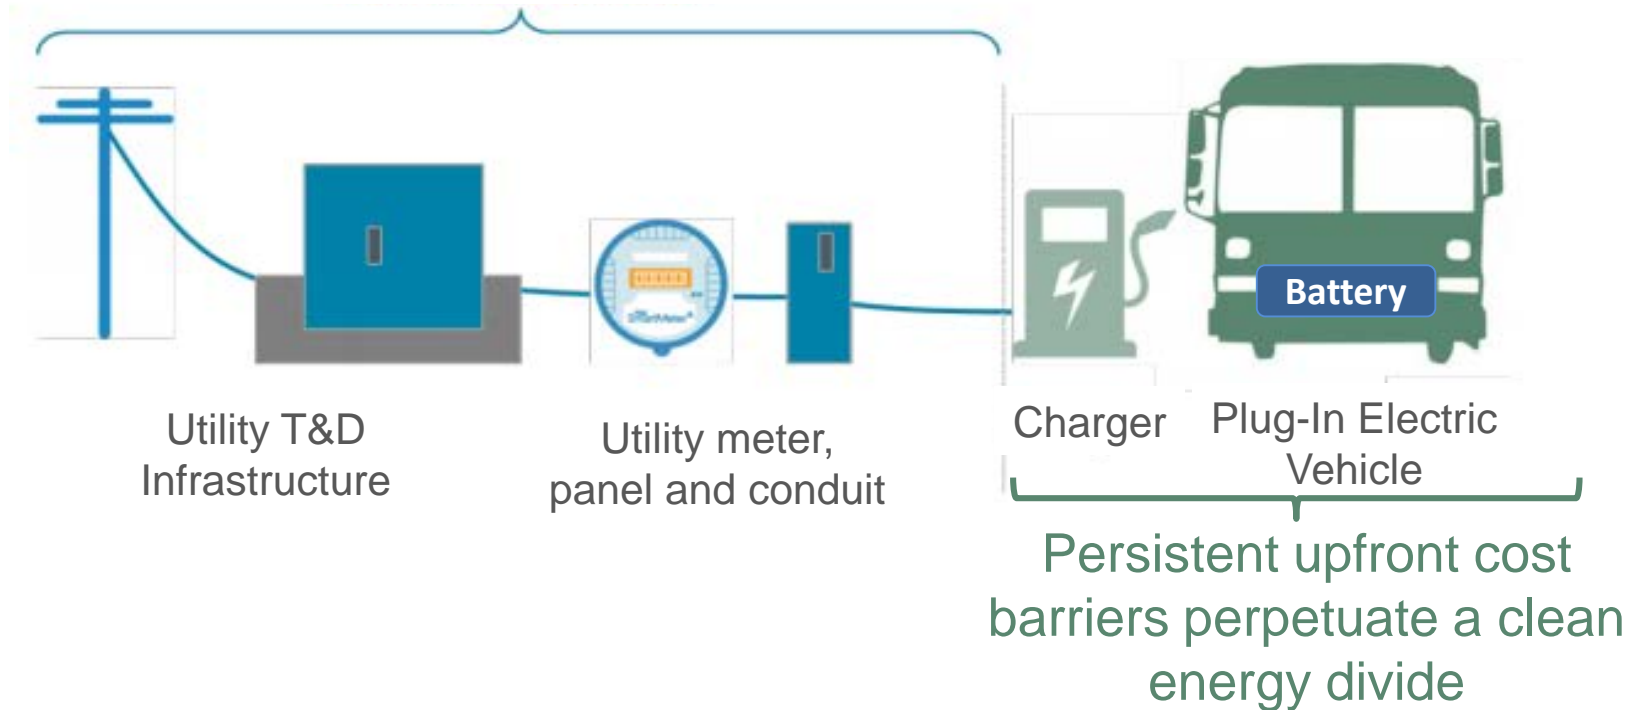 SmartMeter
Battery
Utility T&D
Infrastructure
Utility meter,
panel and conduit
Charger
Plug-In Electric
Vehicle
Persistent upfront cost
barriers perpetuate a clean
energy divide